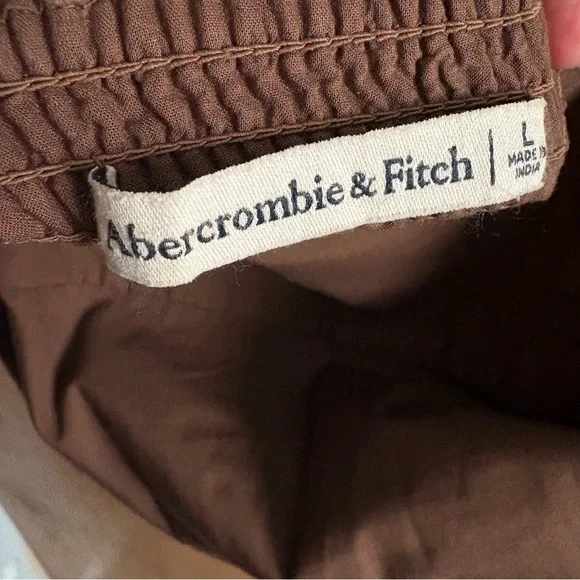 Abercrombie & Fitch
L
MADE IN
INDIA